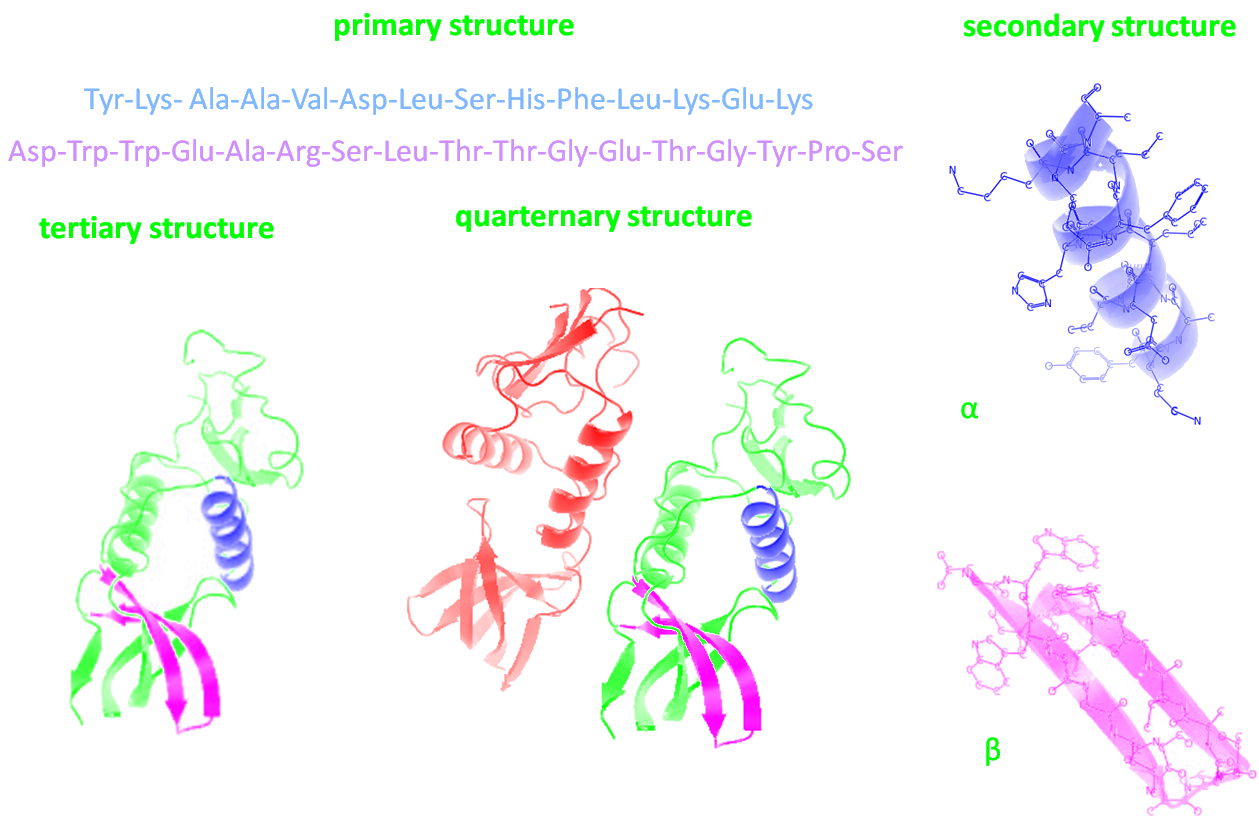 primary structure
secondary structure
Tyr-Lys- Ala-Ala-Val-Asp-Leu-Ser-His-Phe-Leu-Lys-Glu-Lys
Asp-Trp-Trp-Glu-Ala-Arg-Ser-Leu-Thr-Thr-Gly-Glu-Thr-Gly-Tyr-Pro-Ser
tertiary structure
quarternary structure
α
β